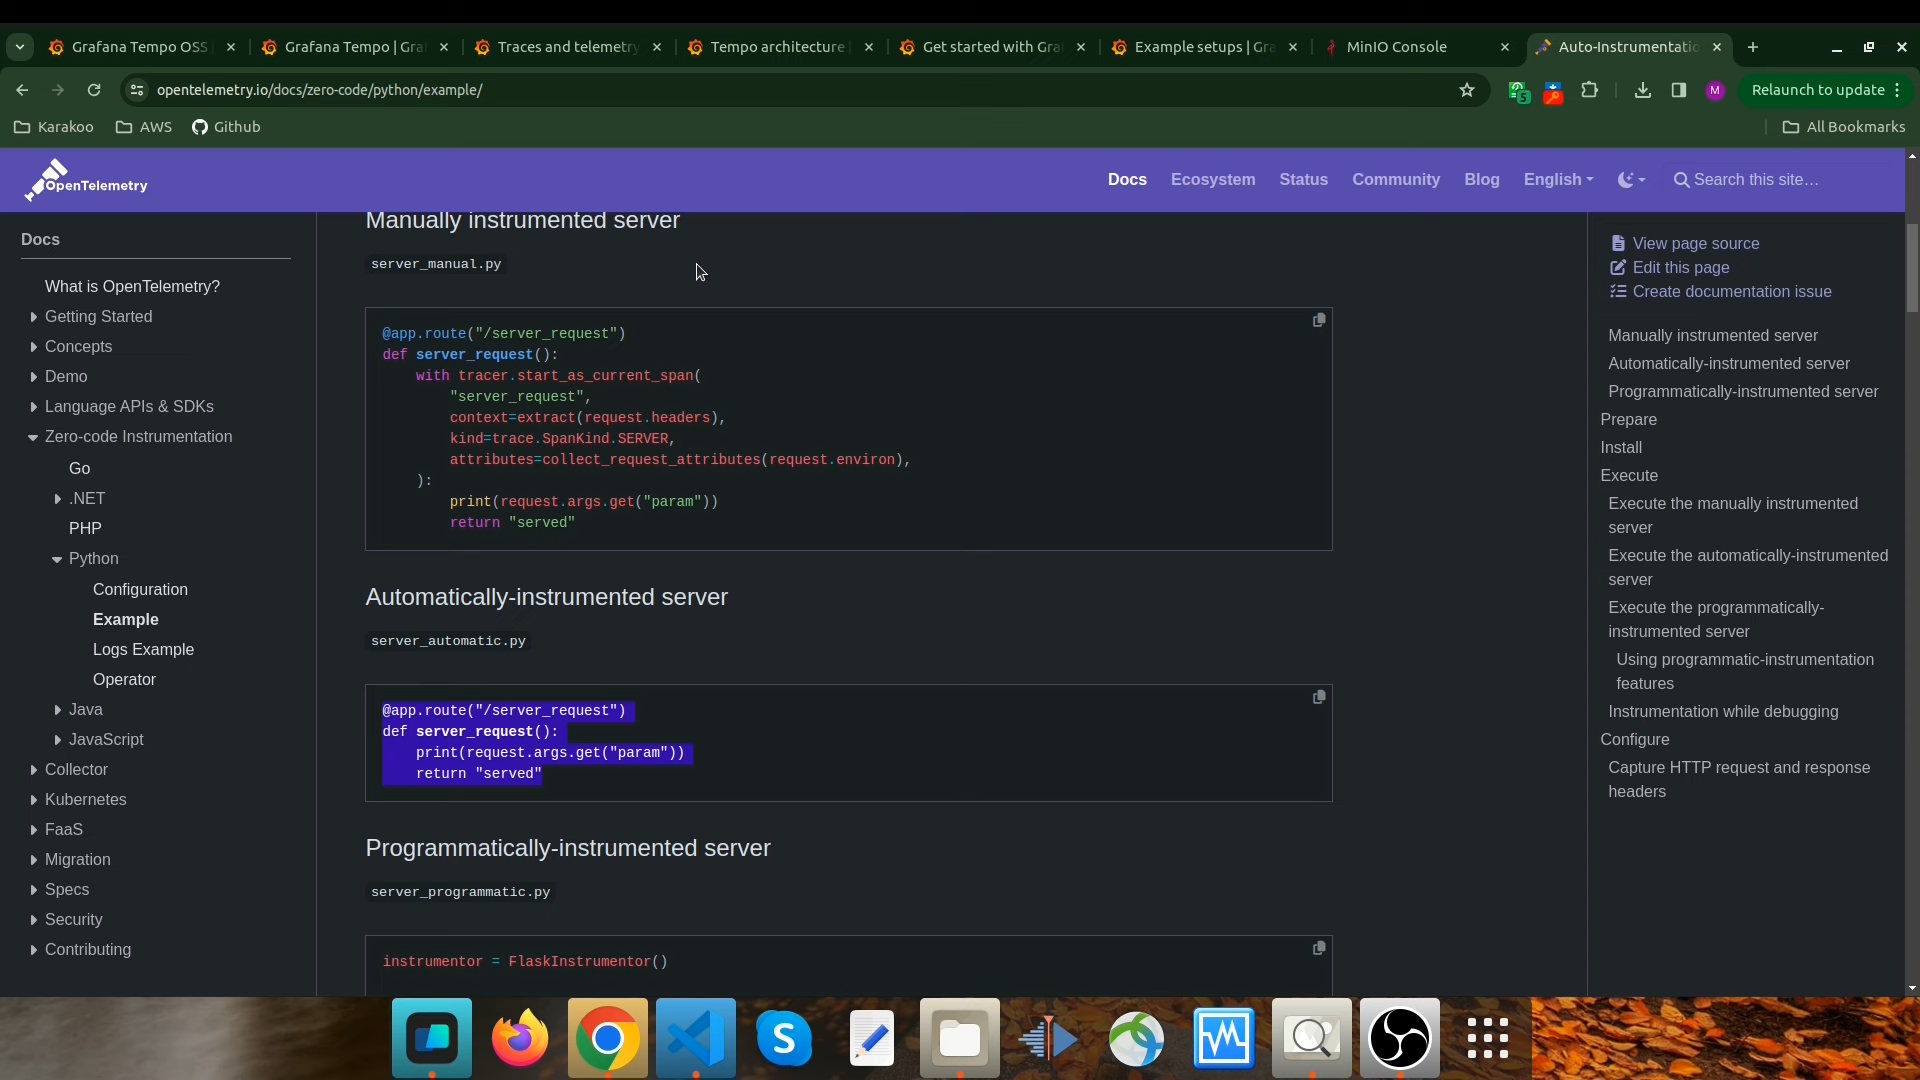 Grafana Tempo OSS
Grafana Tempo | Gra
Traces and telemetry
Tempo architecture
Get started with Gra
Example setups | Gra
MinIO Console
Auto-Instrumentatio
opentelemetry.io/docs/zero-code/python/example/
5
M
Relaunch to update
Karakoo
AWS
Github
All Bookmarks
OpenTelemetry
Docs
Ecosystem
Status
Community
Blog
English
Search this site…
Docs
What is OpenTelemetry?
Getting Started
Concepts
Demo
Language APIs & SDKs
Zero-code Instrumentation
Go
.NET
PHP
Python
Configuration
Example
Logs Example
Operator
Java
JavaScript
Collector
Kubernetes
FaaS
Migration
Specs
Security
Contributing
Manually instrumented server
server_manual.py
@app.route("/server_request")
def server_request():
    with tracer.start_as_current_span(
        "server_request",
        context=extract(request.headers),
        kind=trace.SpanKind.SERVER,
        attributes=collect_request_attributes(request.environ),
    ):
        print(request.args.get("param"))
        return "served"
Automatically-instrumented server
server_automatic.py
@app.route("/server_request")
def server_request():
    print(request.args.get("param"))
    return "served"
Programmatically-instrumented server
server_programmatic.py
instrumentor = FlaskInstrumentor()
View page source
Edit this page
Create documentation issue
Manually instrumented server
Automatically-instrumented server
Programmatically-instrumented server
Prepare
Install
Execute
Execute the manually instrumented
server
Execute the automatically-instrumented
server
Execute the programmatically-
instrumented server
Using programmatic-instrumentation
features
Instrumentation while debugging
Configure
Capture HTTP request and response
headers
S